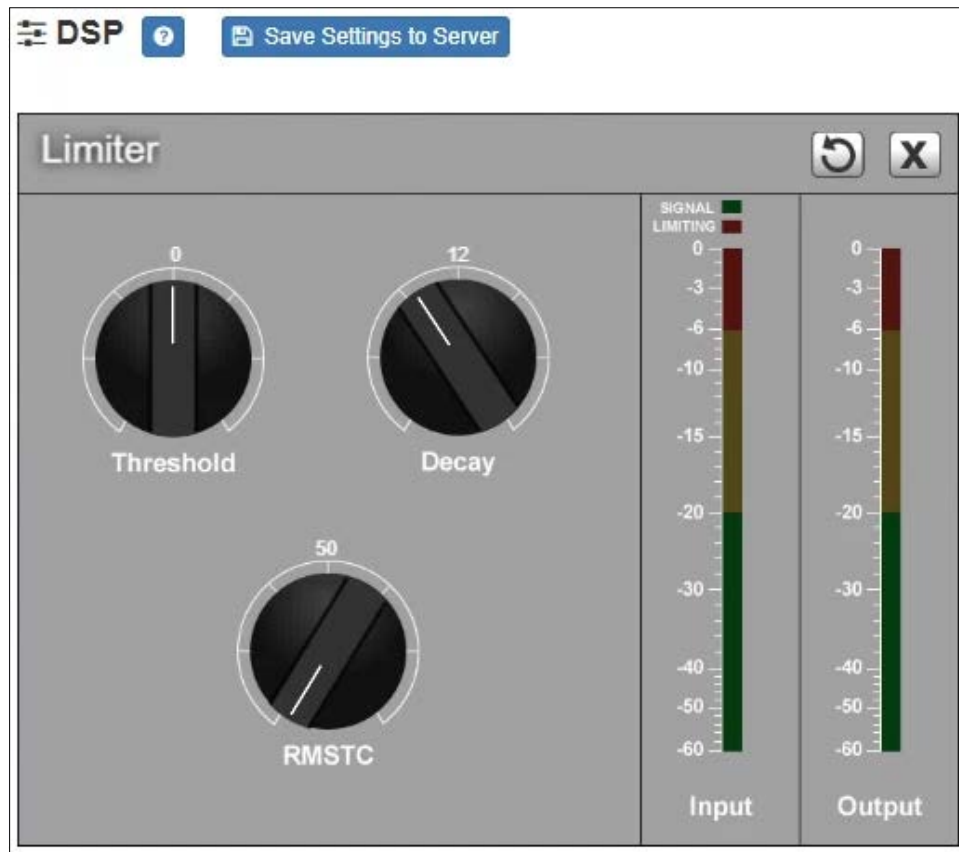 DSP
?
Save Settings to Server
Limiter
X
0
Threshold
12
Decay
50
RMSTC
SIGNAL
LIMITING
0
-3
-6
-10
-15
-20
-30
-40
-50
-60
Input
0
-3
-6
-10
-15
-20
-30
-40
-50
-60
Output